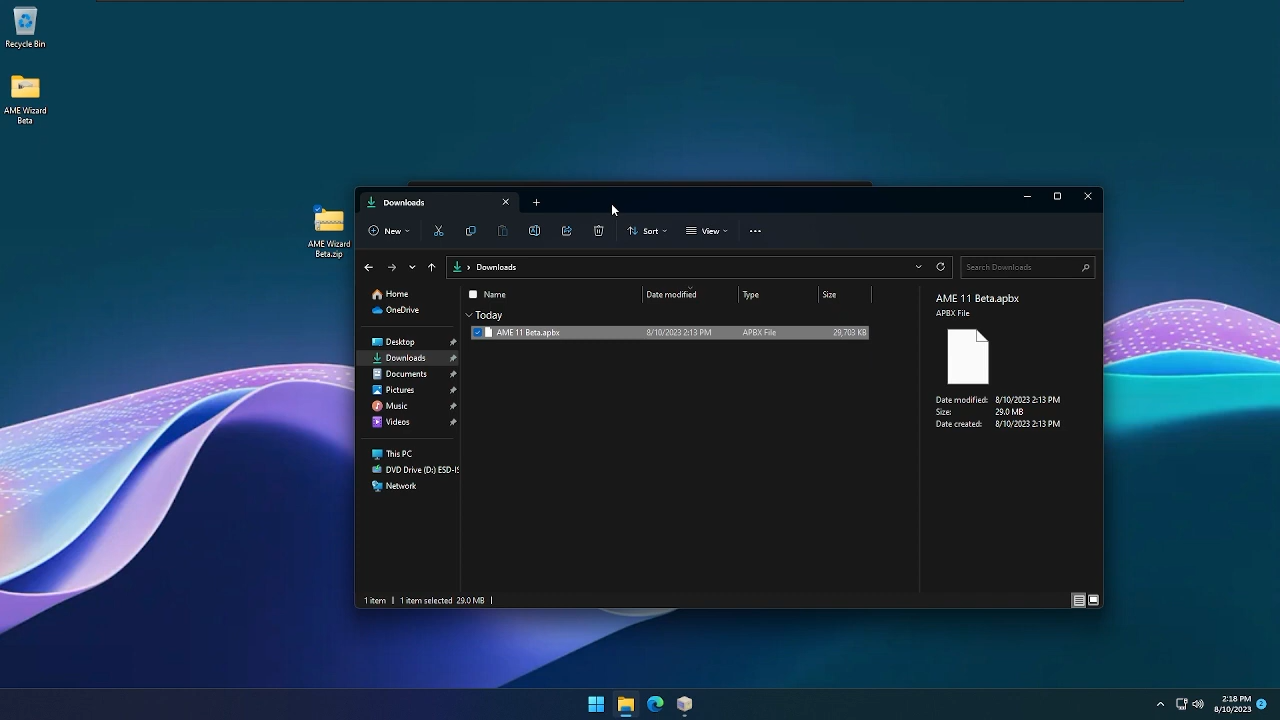 Recycle Bin
AME Wizard
Beta
AME Wizard
Beta.zip
Downloads
New
Sort
View
Downloads
Search Downloads
Home
OneDrive
Desktop
Downloads
Documents
Pictures
Music
Videos
This PC
DVD Drive (D:) ESD-IS
Network
Name Date modified Type Size
Today
AME 11 Beta.apbx 8/10/2023 2:13 PM APBX File 29,703 KB
AME 11 Beta.apbx
APBX File
Date modified: 8/10/2023 2:13 PM
Size: 29.0 MB
Date created: 8/10/2023 2:13 PM
1 item | 1 item selected 29.0 MB |
2:18 PM
8/10/2023
2